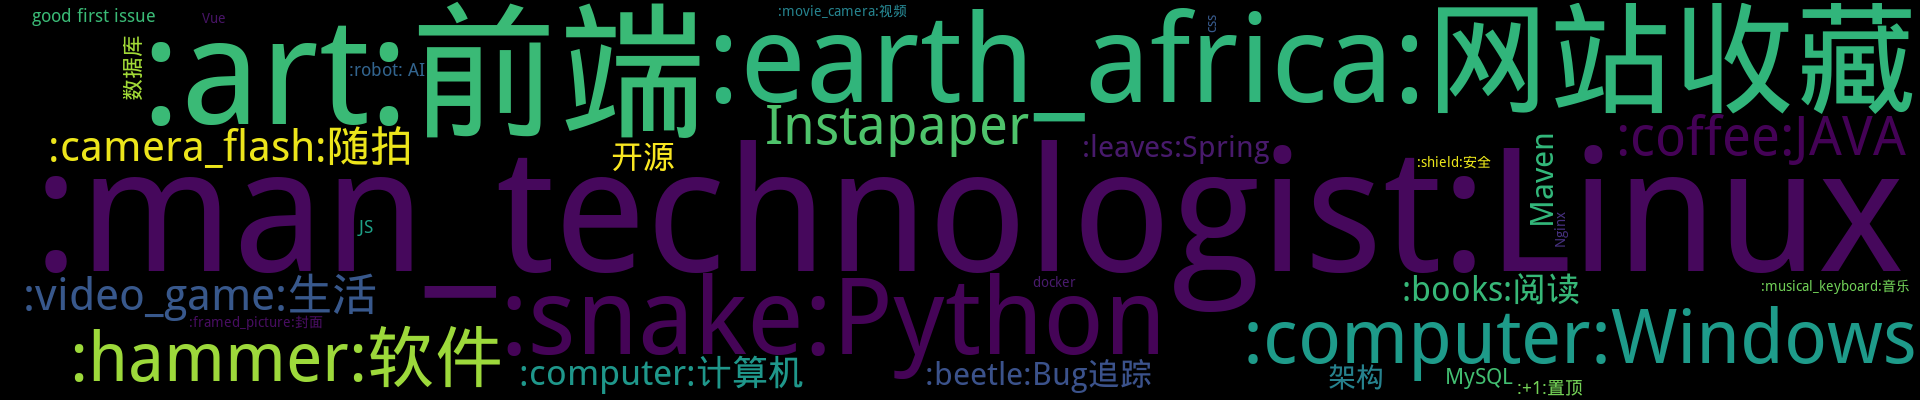 good first issue
Vue
:movie_camera:视频
css
数据库
:art:前端
:robot: AI
:earth_africa:网站收藏
Instapaper
:camera_flash:随拍
开源
:leaves:Spring
:shield:安全
Maven
:coffee:JAVA
:man_technologist:Linux
JS
Nginx
:video_game:生活
:framed_picture:封面
:snake:Python
docker
:books:阅读
:musical_keyboard:音乐
:hammer:软件
:computer:计算机
:beetle:Bug追踪
:computer:Windows
架构
MySQL
:+1:置顶